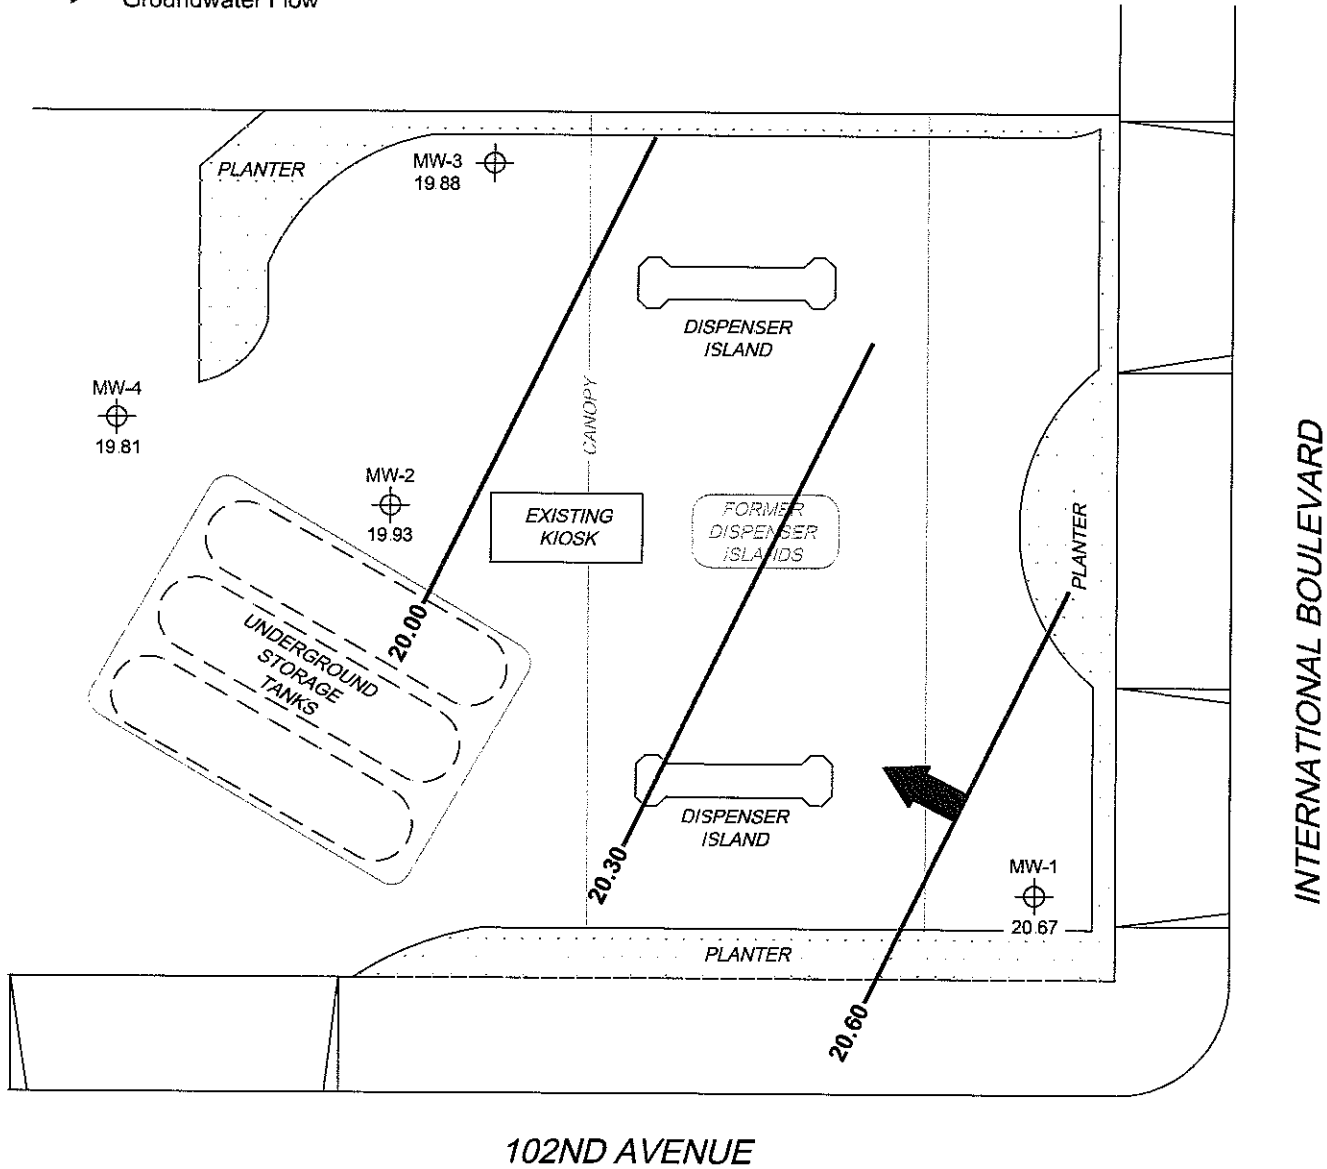 Groundwater Flow
PLANTER
MW-3
19.88
MW-4
19.81
MW-2
19.93
DISPENSER
ISLAND
CANOPY
EXISTING
KIOSK
FORMER
DISPENSER
ISLANDS
PLANTER
INTERNATIONAL BOULEVARD
20.00
UNDERGROUND
STORAGE
TANKS
DISPENSER
ISLAND
20.30
MW-1
20.67
PLANTER
20.60
102ND AVENUE